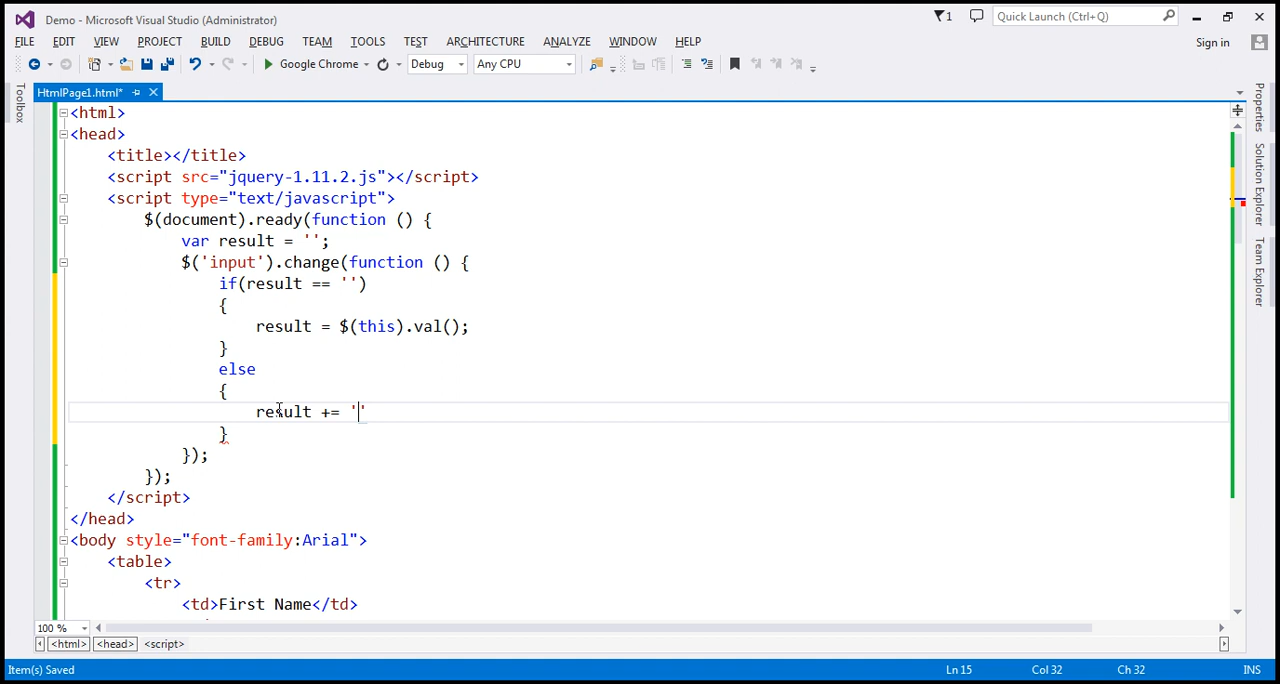 Demo - Microsoft Visual Studio (Administrator)
1
Quick Launch (Ctrl+Q)
FILE EDIT VIEW PROJECT BUILD DEBUG TEAM TOOLS TEST ARCHITECTURE ANALYZE WINDOW HELP
Sign in
Google Chrome
Debug
Any CPU
Toolbox
HtmlPage1.html*
Properties
Solution Explorer
Team Explorer
<html>
<head>
<title></title>
<script src="jquery-1.11.2.js"></script>
<script type="text/javascript">
$(document).ready(function () {
var result = '';
$('input').change(function () {
if(result == '')
{
result = $(this).val();
}
else
{
result += ''
}
});
});
</script>
</head>
<body style="font-family:Arial">
<table>
<tr>
<td>First Name</td>
100 %
<html> <head> <script>
Item(s) Saved
Ln 15 Col 32 Ch 32 INS